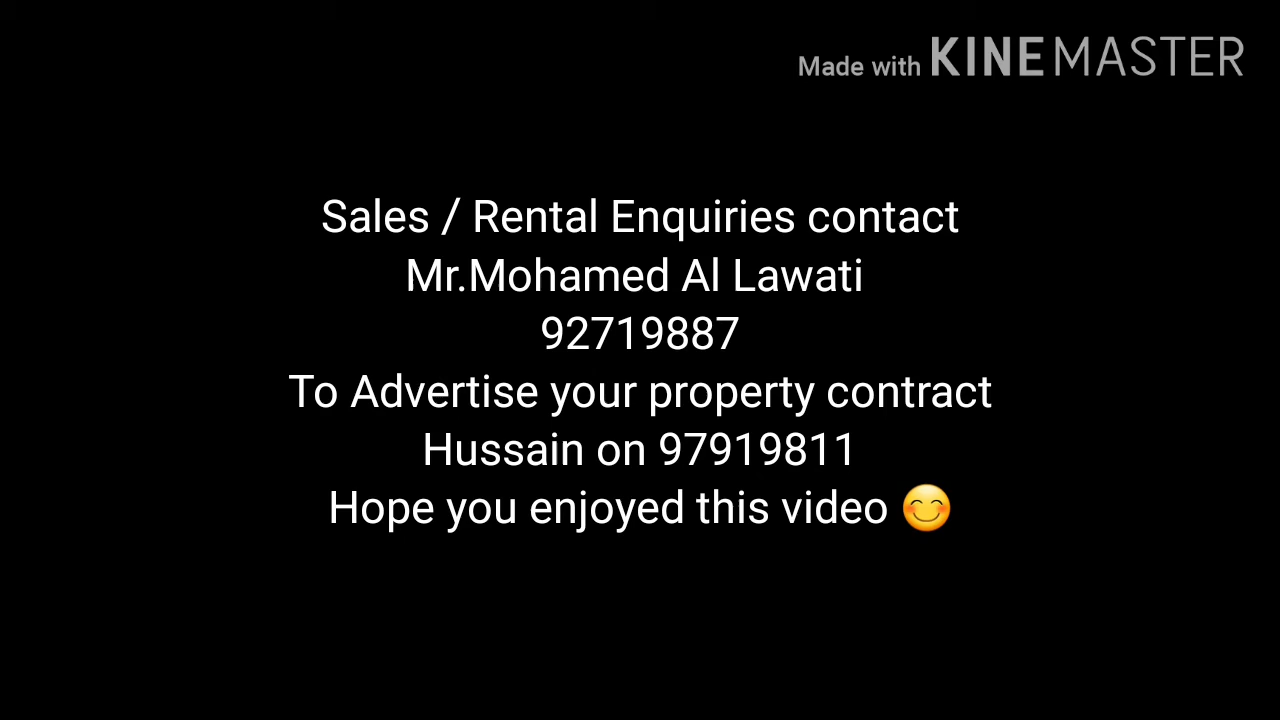 Made with KINEMASTER
Sales / Rental Enquiries contact
Mr.Mohamed Al Lawati
92719887
To Advertise your property contract
Hussain on 97919811
Hope you enjoyed this video 😊